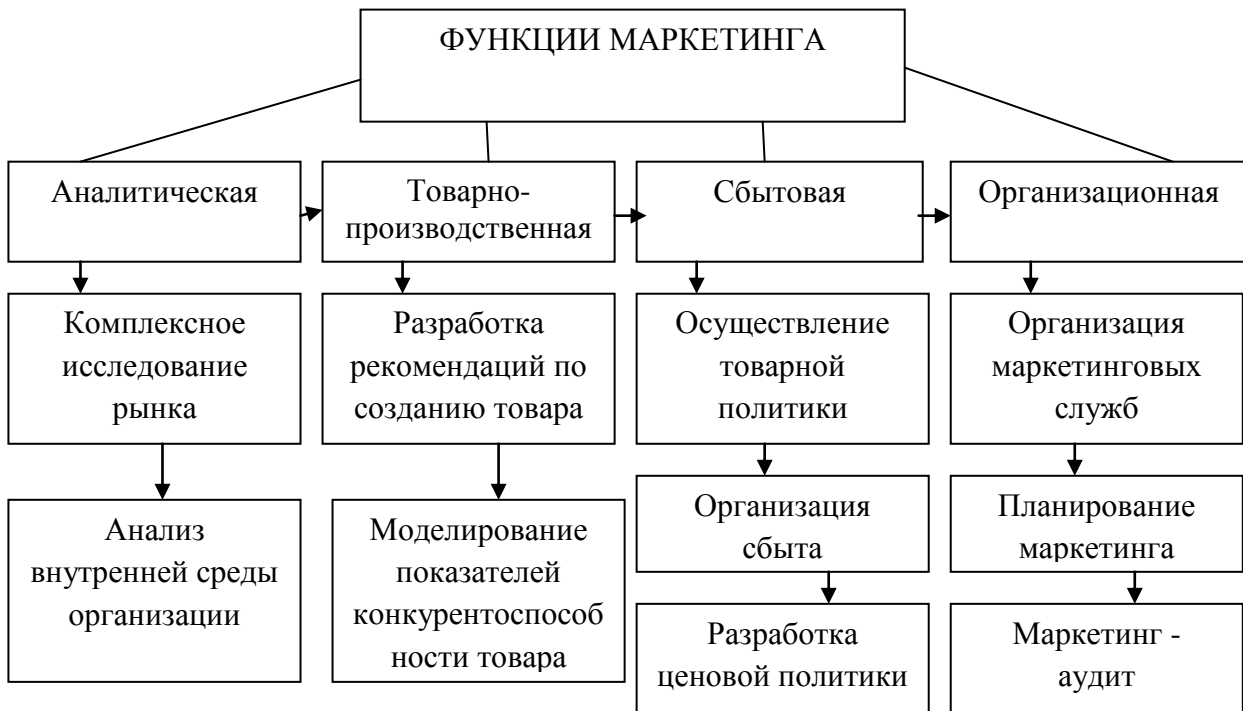 ФУНКЦИИ МАРКЕТИНГА
Аналитическая
Товарно-
производственная
Сбытовая
Организационная
Комплексное
исследование
рынка
Разработка
рекомендаций по
созданию товара
Осуществление
товарной
политики
Организация
маркетинговых
служб
Анализ
внутренней среды
организации
Моделирование
показателей
конкурентоспособ
ности товара
Организация
сбыта
Планирование
маркетинга
Разработка
ценовой политики
Маркетинг -
аудит